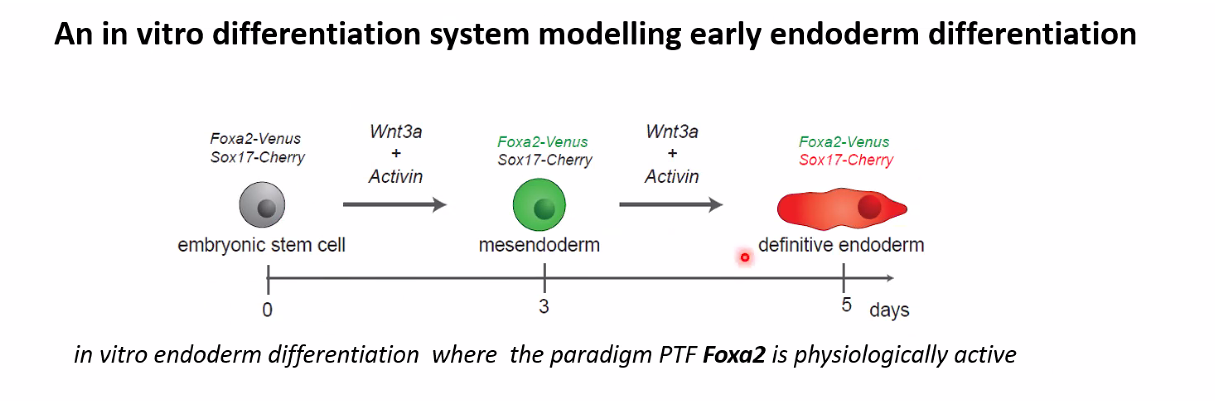 An in vitro differentiation system modelling early endoderm differentiation
Foxa2-Venus
Sox17-Cherry
Wnt3a
+
Activin
Foxa2-Venus
Sox17-Cherry
Wnt3a
+
Activin
Foxa2-Venus
Sox17-Cherry
embryonic stem cell
mesendoderm
definitive endoderm
0
3
5
days
in vitro endoderm differentiation where the paradigm PTF Foxa2 is physiologically active